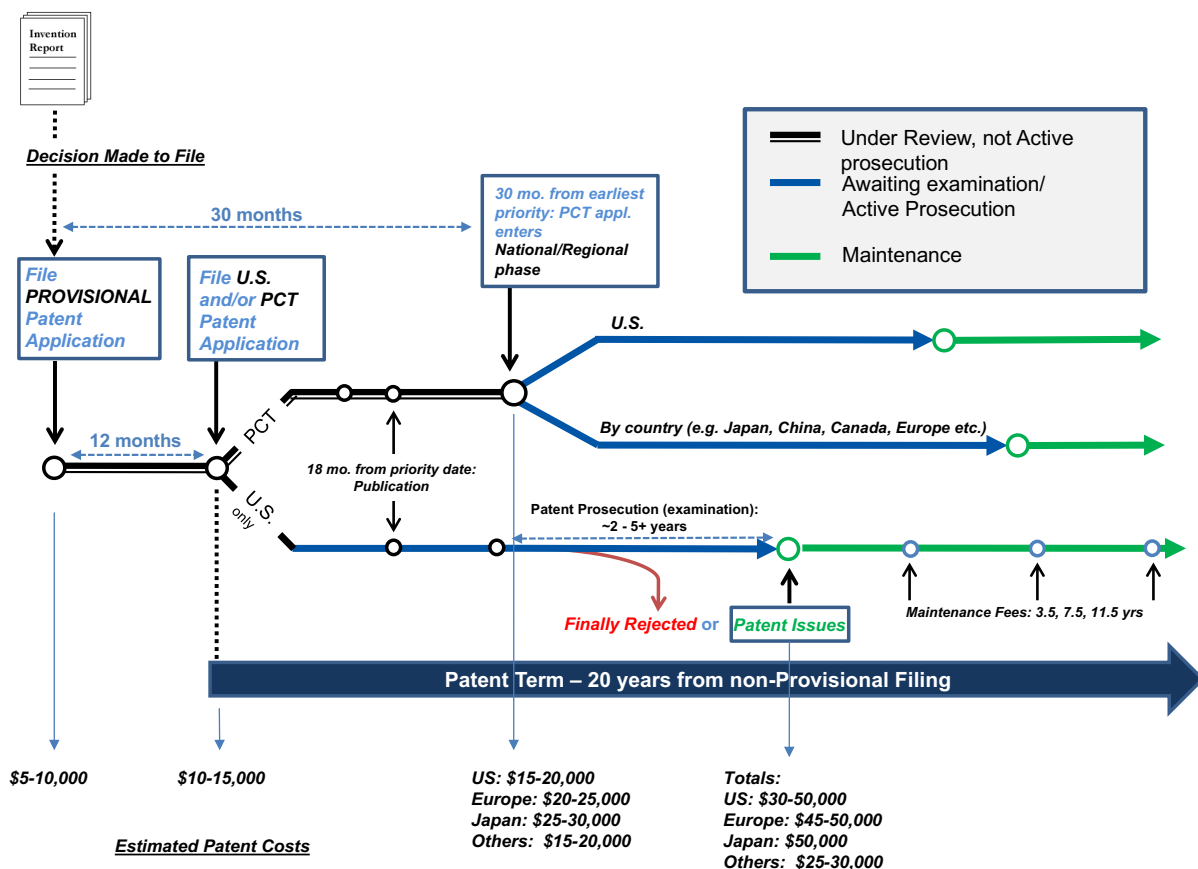 Invention
Report
Decision Made to File
30 months
File
PROVISIONAL
Patent
Application
File U.S.
and/or PCT
Patent
Application
30 mo. from earliest
priority: PCT appl.
enters
National/Regional
phase
Under Review, not Active
prosecution
Awaiting examination/
Active Prosecution
Maintenance
12 months
PCT
U.S.
only
18 mo. from priority date:
Publication
U.S.
By country (e.g. Japan, China, Canada, Europe etc.)
Patent Prosecution (examination):
~2 - 5+ years
Finally Rejected or
Patent Issues
Maintenance Fees: 3.5, 7.5, 11.5 yrs
Patent Term – 20 years from non-Provisional Filing
$5-10,000
$10-15,000
US: $15-20,000
Europe: $20-25,000
Japan: $25-30,000
Others: $15-20,000
Totals:
US: $30-50,000
Europe: $45-50,000
Japan: $50,000
Others: $25-30,000
Estimated Patent Costs